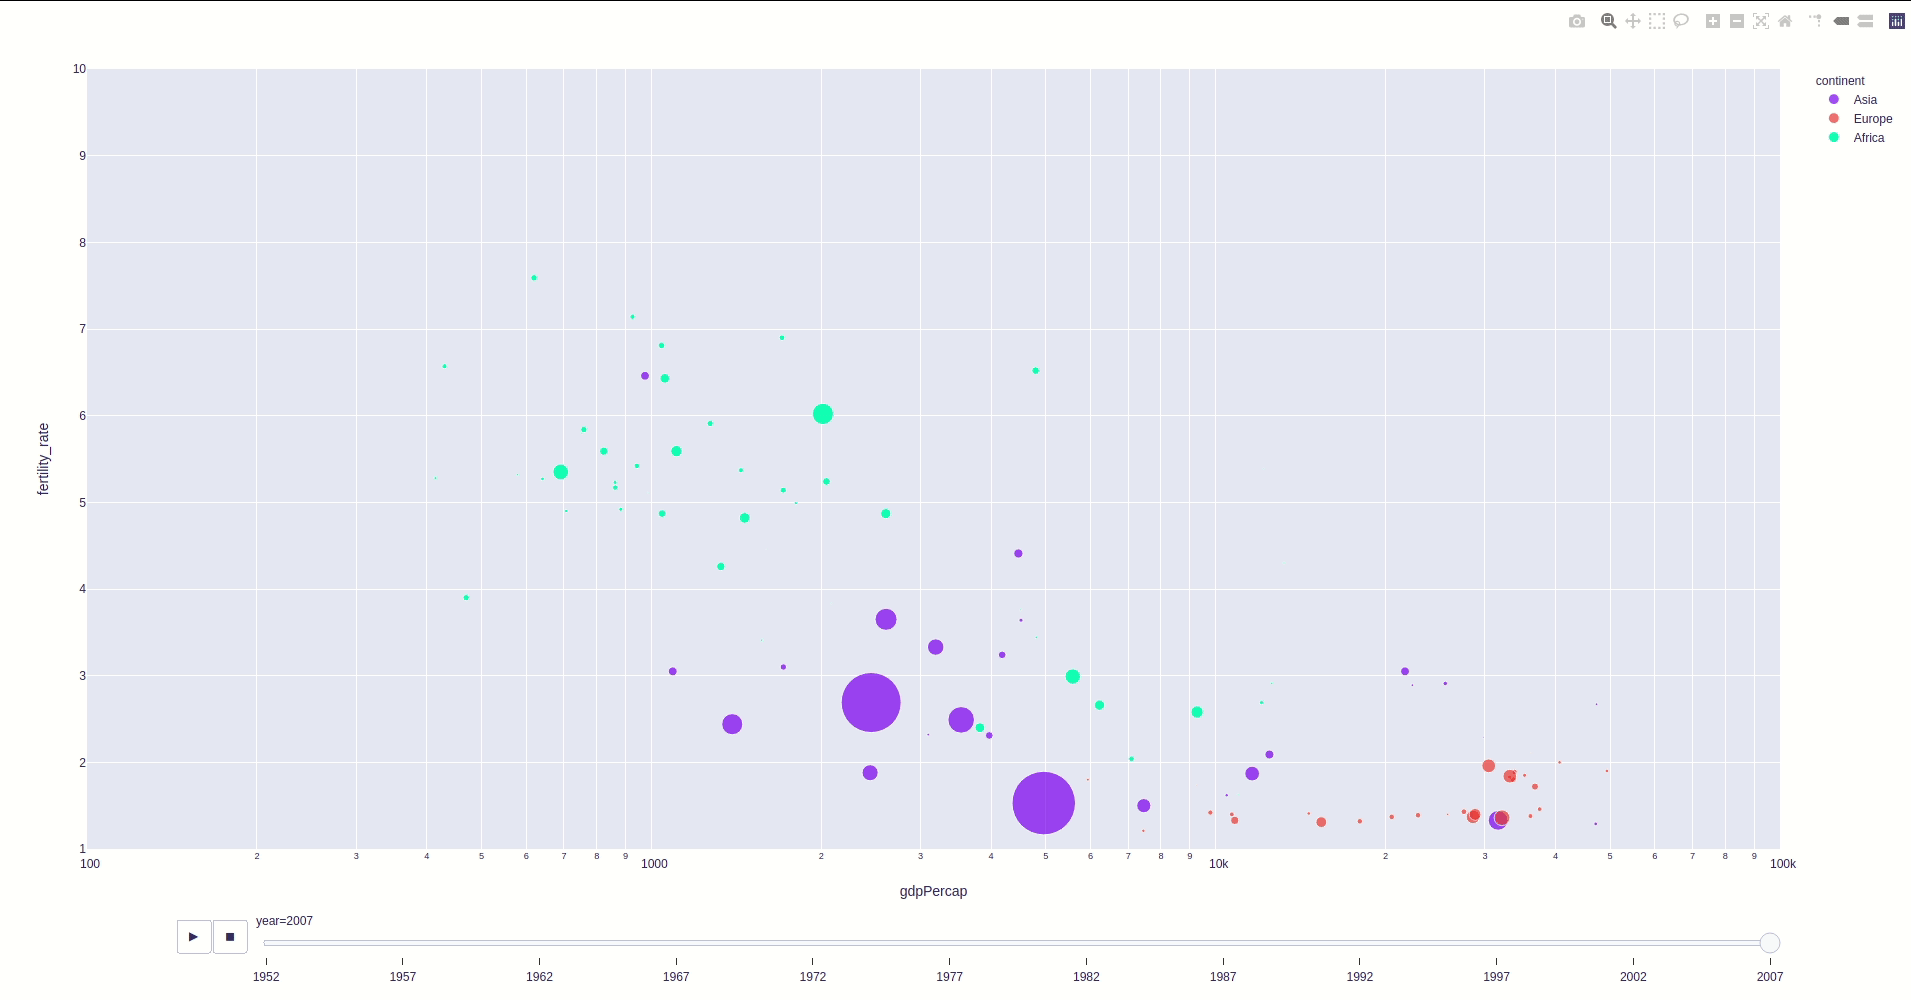 continent
Asia
Europe
Africa
fertility_rate
10
9
8
7
6
5
4
3
2
1
2 3 4 5 6 7 8 9 2 3 4 5 6 7 8 9 2 3 4 5 6 7 8 9
100 1000 10k 100k
gdpPercap
year=2007
1952 1957 1962 1967 1972 1977 1982 1987 1992 1997 2002 2007